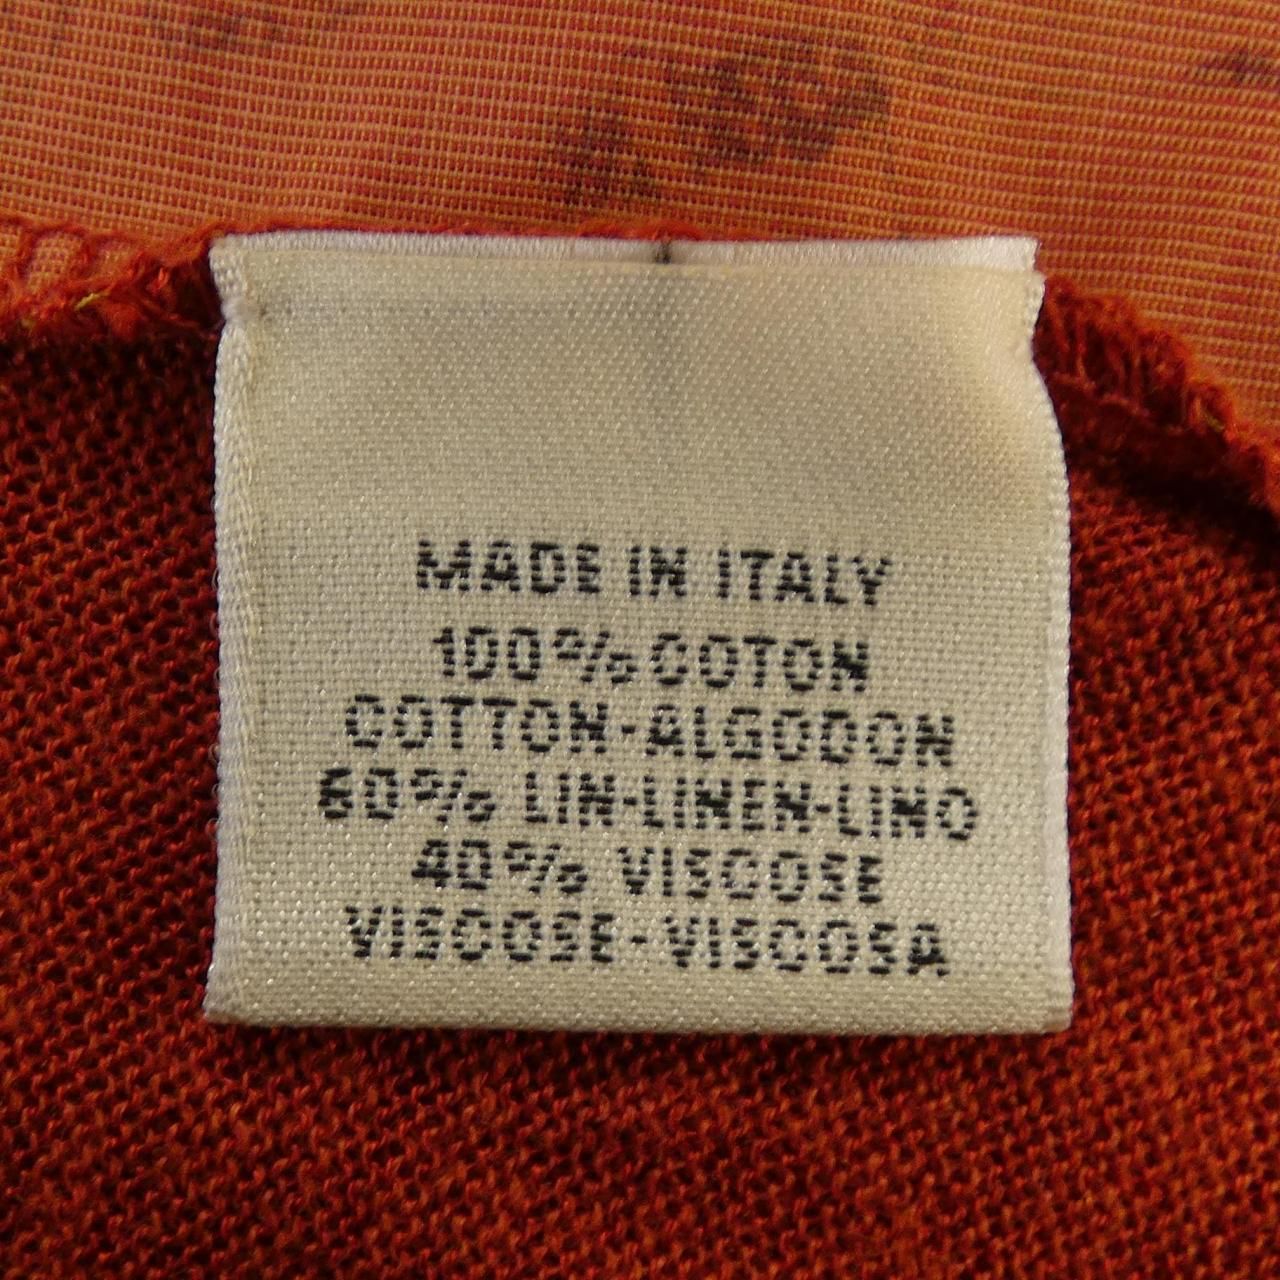 MADE IN ITALY
100% COTON
COTTON-ALGODON
60% LIN-LINEN-LINO
40% VISCOSE
VISCOSE-VISCOSA